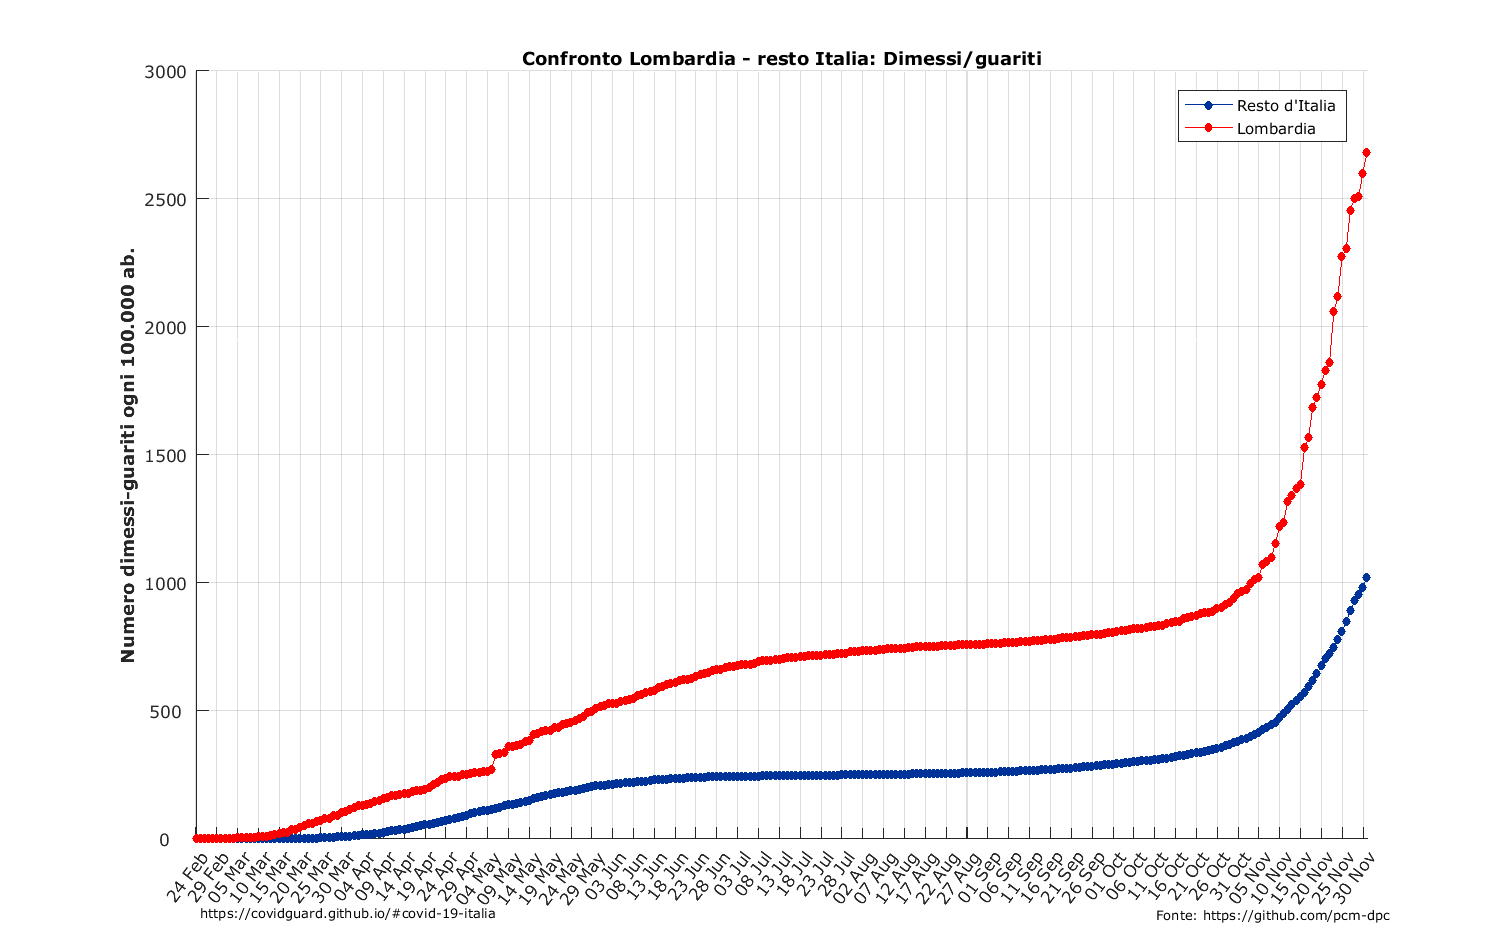 Confronto Lombardia - resto Italia: Dimessi/guariti
Resto d'Italia
Lombardia
Numero dimessi-guariti ogni 100.000 ab.
3000
2500
2000
1500
1000
500
0
24 Feb
29 Feb
05 Mar
10 Mar
15 Mar
20 Mar
25 Mar
30 Mar
04 Apr
09 Apr
14 Apr
19 Apr
24 Apr
29 Apr
04 May
09 May
14 May
19 May
24 May
29 May
03 Jun
08 Jun
13 Jun
18 Jun
23 Jun
28 Jun
03 Jul
08 Jul
13 Jul
18 Jul
23 Jul
28 Jul
02 Aug
07 Aug
12 Aug
17 Aug
22 Aug
27 Aug
01 Sep
06 Sep
11 Sep
16 Sep
21 Sep
26 Sep
01 Oct
06 Oct
11 Oct
16 Oct
21 Oct
26 Oct
31 Oct
05 Nov
10 Nov
15 Nov
20 Nov
25 Nov
30 Nov
https://covidguard.github.io/#covid-19-italia
Fonte: https://github.com/pcm-dpc